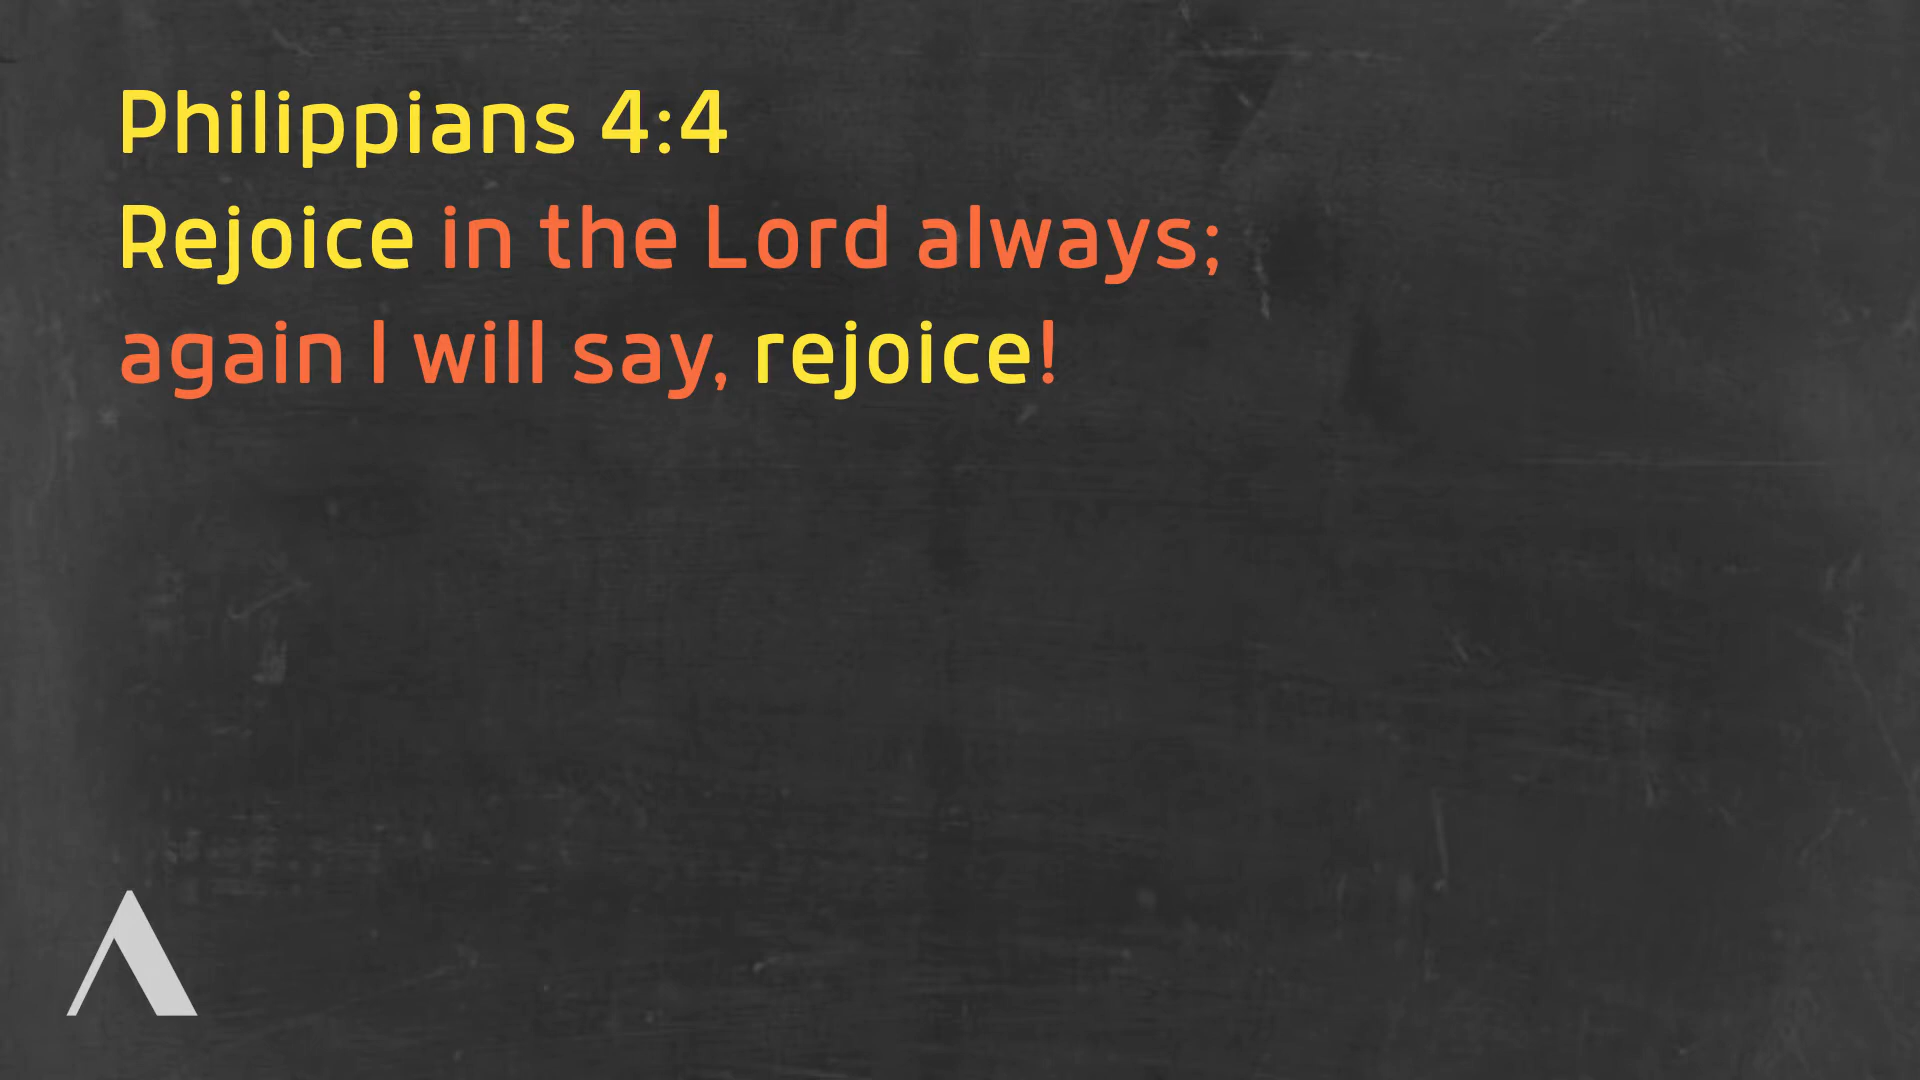 Philippians 4:4
Rejoice in the Lord always;
again I will say, rejoice!